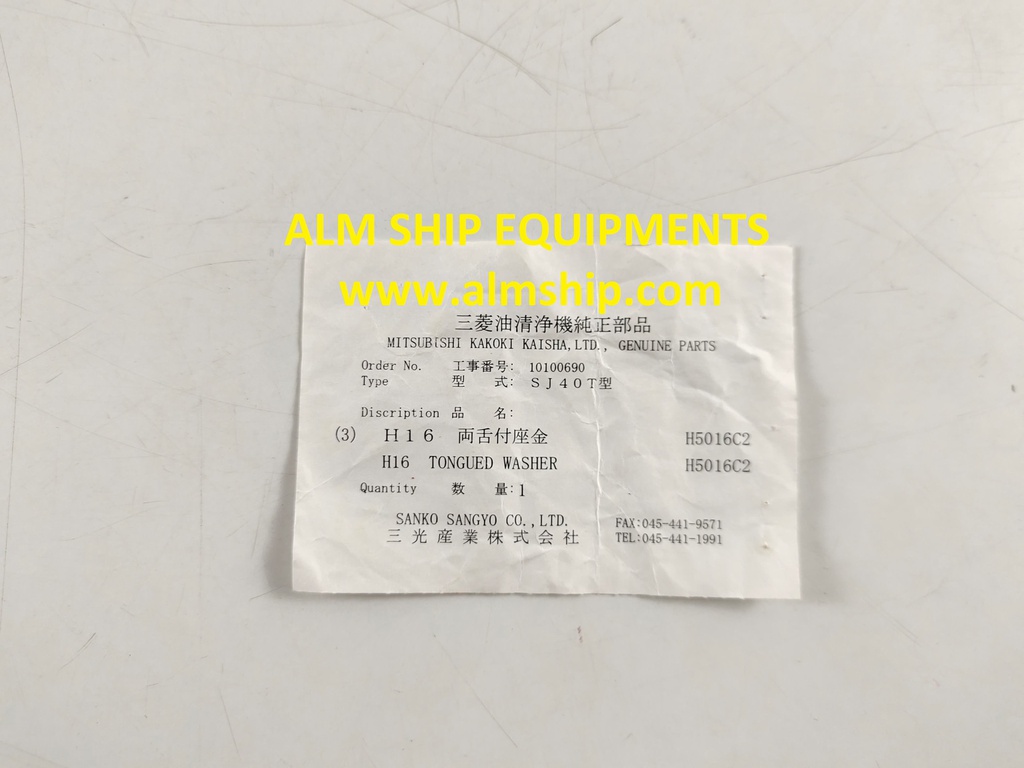 ALM SHIP EQUIPMENTS
www.almship.com
三菱油清浄機純正部品
MITSUBISHI KAKOKI KAISHA,LTD., GENUINE PARTS
Order No. 工事番号: 10100690
Type 型 式: ＳＪ４０Ｔ型
Discription 品 名:
(3) Ｈ１６ 両舌付座金 H5016C2
H16 TONGUED WASHER H5016C2
Quantity 数 量: 1
SANKO SANGYO CO.,LTD. FAX:045-441-9571
三光産業株式会社 TEL:045-441-1991